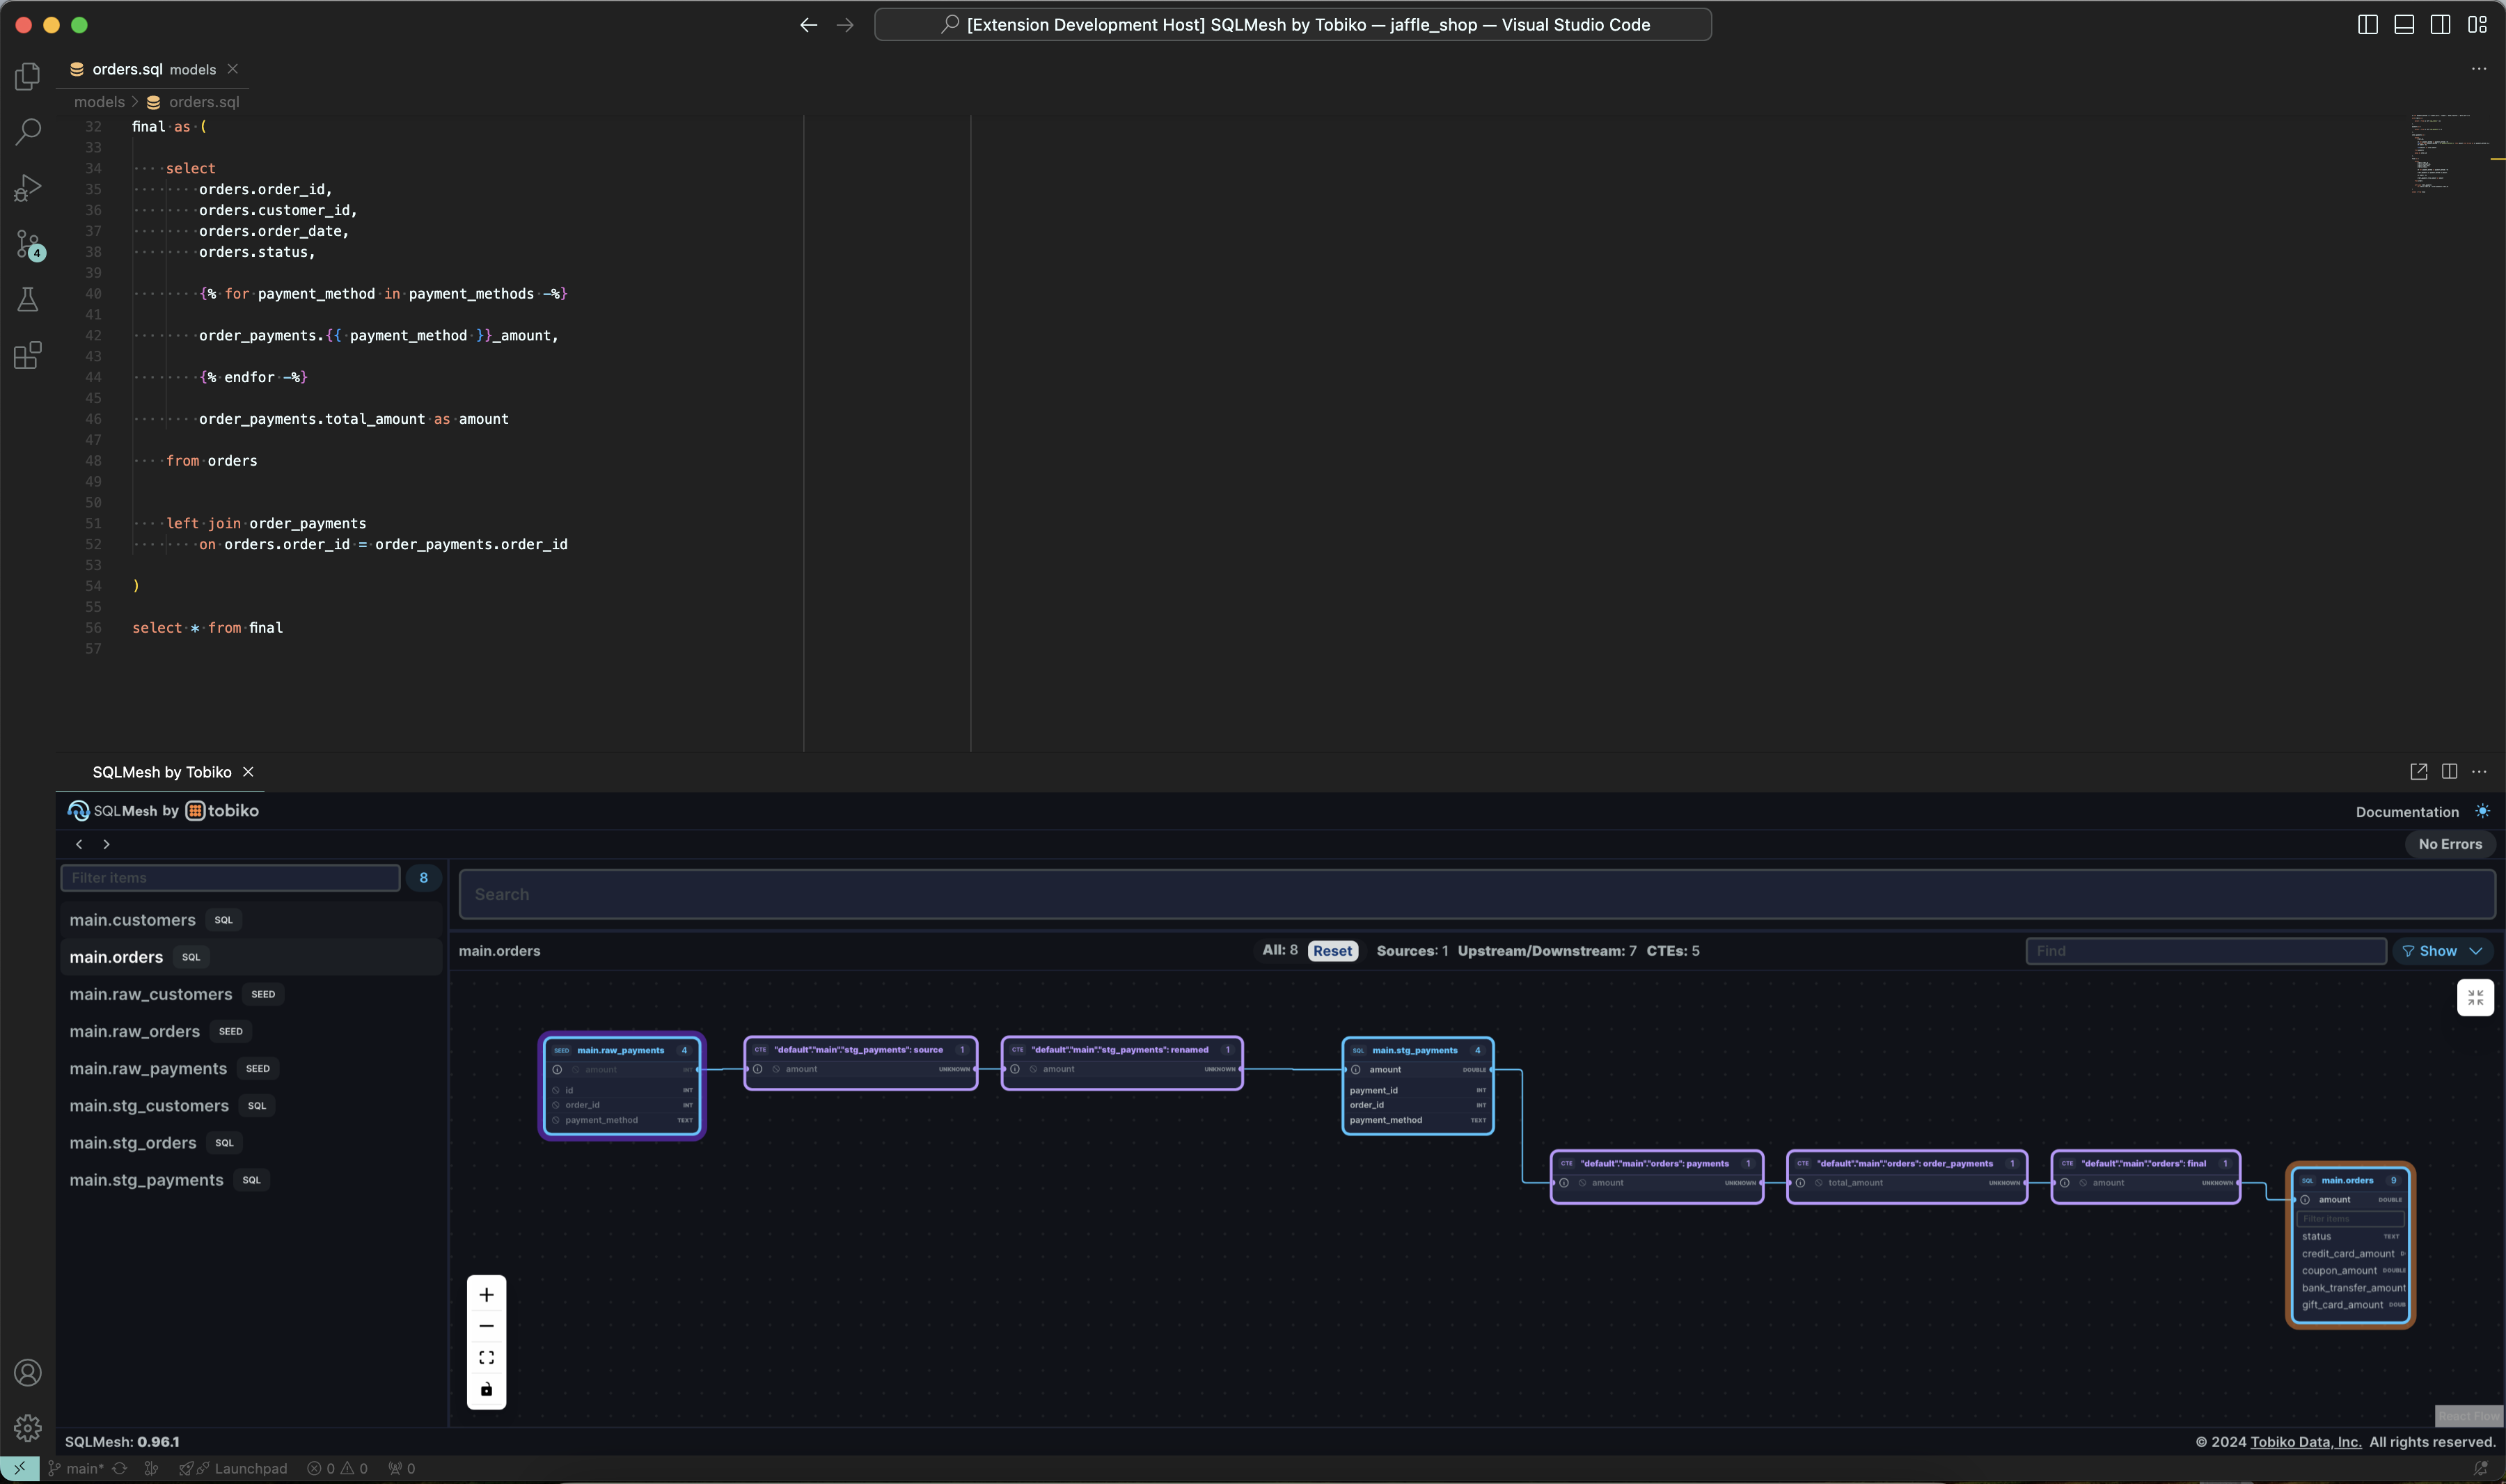 [Extension Development Host] SQLMesh by Tobiko — jaffle_shop — Visual Studio Code
orders.sql models
models > orders.sql
32 final as (
33
34 select
35 orders.order_id,
36 orders.customer_id,
37 orders.order_date,
38 orders.status,
39
40 {% for payment_method in payment_methods -%}
41
42 order_payments.{{ payment_method }}_amount,
43
44 {% endfor -%}
45
46 order_payments.total_amount as amount
47
48 from orders
49
50
51 left join order_payments
52 on orders.order_id = order_payments.order_id
53
54 )
55
56 select * from final
57
4
SQLMesh by Tobiko
SQLMesh by tobiko
Documentation
No Errors
Filter items 8
main.customers SQL
main.orders SQL
main.raw_customers SEED
main.raw_orders SEED
main.raw_payments SEED
main.stg_customers SQL
main.stg_orders SQL
main.stg_payments SQL
Search
main.orders All: 8 Reset Sources: 1 Upstream/Downstream: 7 CTEs: 5 Find Show
SEED main.raw_payments 4
amount INT
id INT
order_id INT
payment_method TEXT
CTE "default"."main"."stg_payments": source 1
amount UNKNOWN
CTE "default"."main"."stg_payments": renamed 1
amount UNKNOWN
SQL main.stg_payments 4
amount DOUBLE
payment_id INT
order_id INT
payment_method TEXT
CTE "default"."main"."orders": payments 1
amount UNKNOWN
CTE "default"."main"."orders": order_payments 1
total_amount UNKNOWN
CTE "default"."main"."orders": final 1
amount UNKNOWN
SQL main.orders 9
amount DOUBLE
Filter items
status TEXT
credit_card_amount D
coupon_amount DOUBLE
bank_transfer_amount
gift_card_amount DOUB
React Flow
SQLMesh: 0.96.1
© 2024 Tobiko Data, Inc. All rights reserved.
main* Launchpad 0 0 0